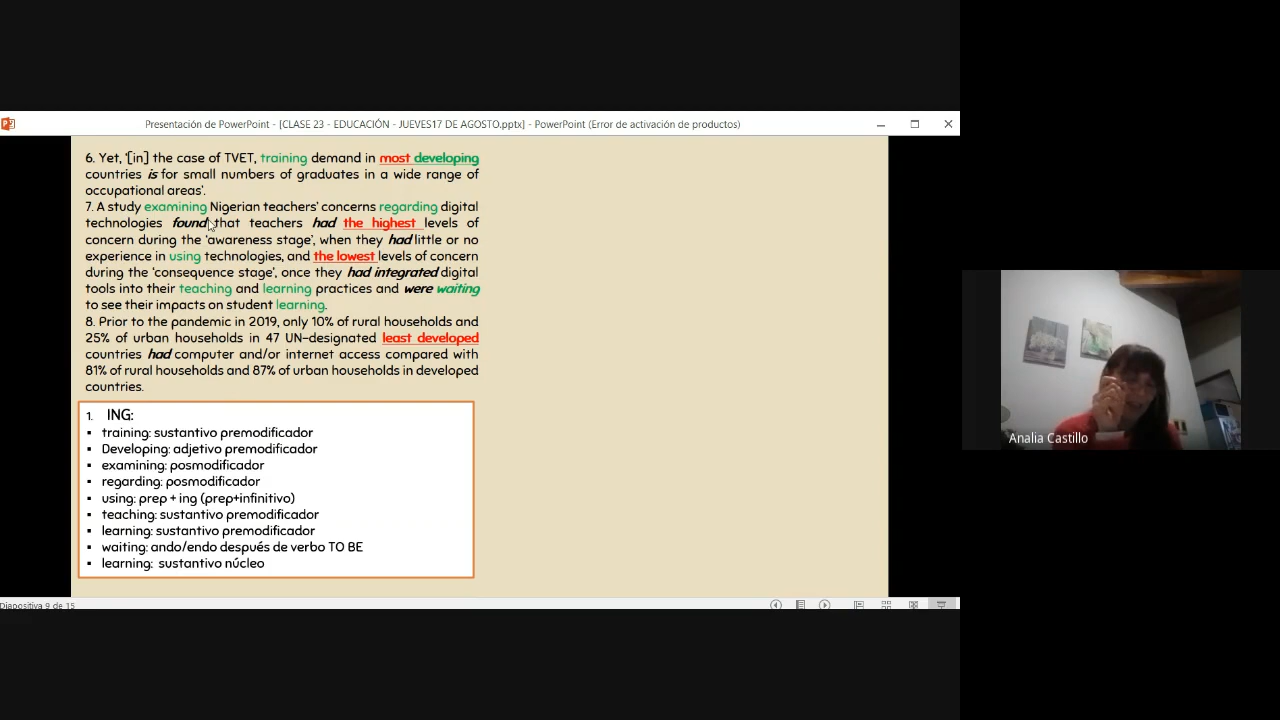 Presentación de PowerPoint - [CLASE 23 - EDUCACIÓN - JUEVES17 DE AGOSTO.pptx] - PowerPoint (Error de activación de productos)
6. Yet, '[in] the case of TVET, training demand in most developing
countries is for small numbers of graduates in a wide range of
occupational areas'.
7. A study examining Nigerian teachers' concerns regarding digital
technologies found that teachers had the highest levels of
concern during the 'awareness stage', when they had little or no
experience in using technologies, and the lowest levels of concern
during the 'consequence stage', once they had integrated digital
tools into their teaching and learning practices and were waiting
to see their impacts on student learning.
8. Prior to the pandemic in 2019, only 10% of rural households and
25% of urban households in 47 UN-designated least developed
countries had computer and/or internet access compared with
81% of rural households and 87% of urban households in developed
countries.
1. ING:
▪ training: sustantivo premodificador
▪ Developing: adjetivo premodificador
▪ examining: posmodificador
▪ regarding: posmodificador
▪ using: prep + ing (prep+infinitivo)
▪ teaching: sustantivo premodificador
▪ learning: sustantivo premodificador
▪ waiting: ando/endo después de verbo TO BE
▪ learning: sustantivo núcleo
Diapositiva 9 de 15
Analia Castillo